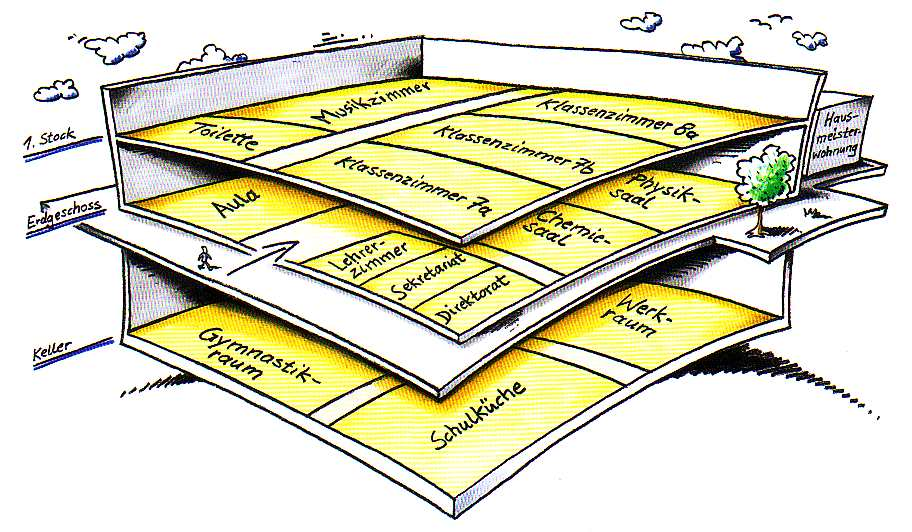 1. Stock
Musikzimmer
Toilette
Klassenzimmer 8a
Klassenzimmer 7b
Klassenzimmer 7a
Haus-
meister-
wohnung
Erdgeschoss
Aula
Physik-
saal
Chemie-
saal
Lehrer-
zimmer
Sekretariat
Direktorat
Keller
Gymnastik-
raum
Werk-
raum
Schulküche